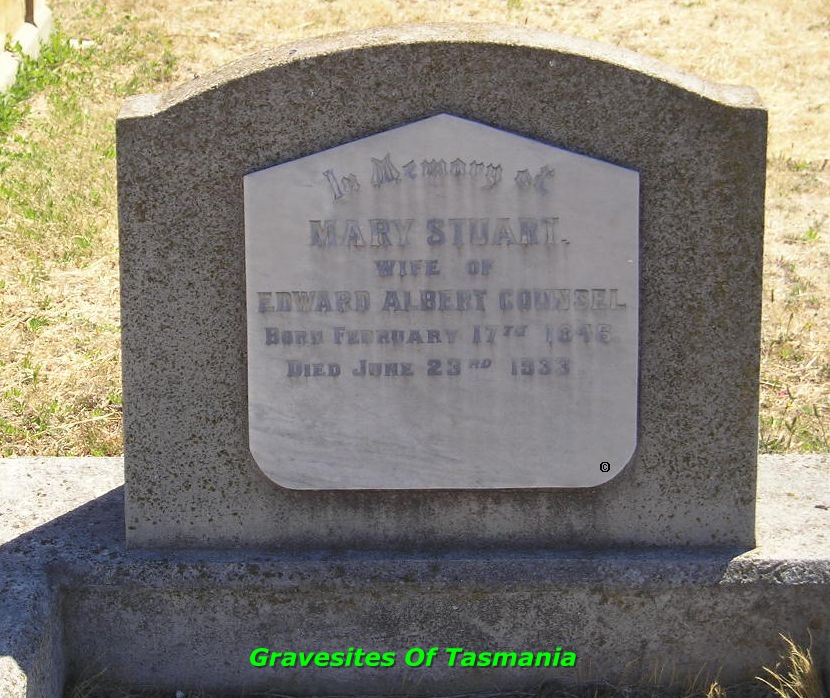 In Memory of
MARY STUART.
WIFE OF
EDWARD ALBERT COUNSEL
BORN FEBRUARY 17TH 1846
DIED JUNE 23RD 1933
©
Gravesites Of Tasmania